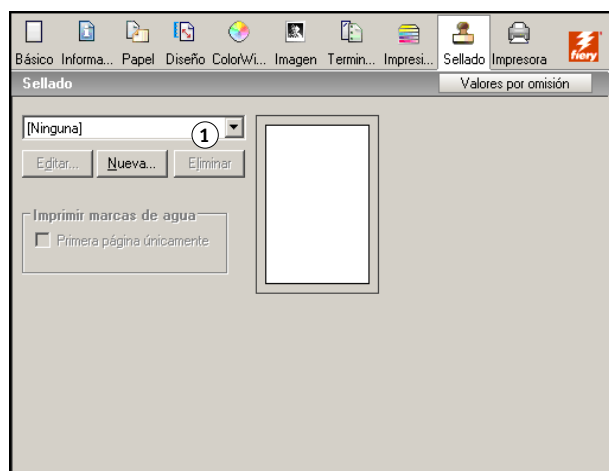 Básico Informa... Papel Diseño ColorWi... Imagen Termin... Impresi... Sellado Impresora fiery
Sellado Valores por omisión
[Ninguna] 1
Editar... Nueva... Eliminar
Imprimir marcas de agua
Primera página únicamente